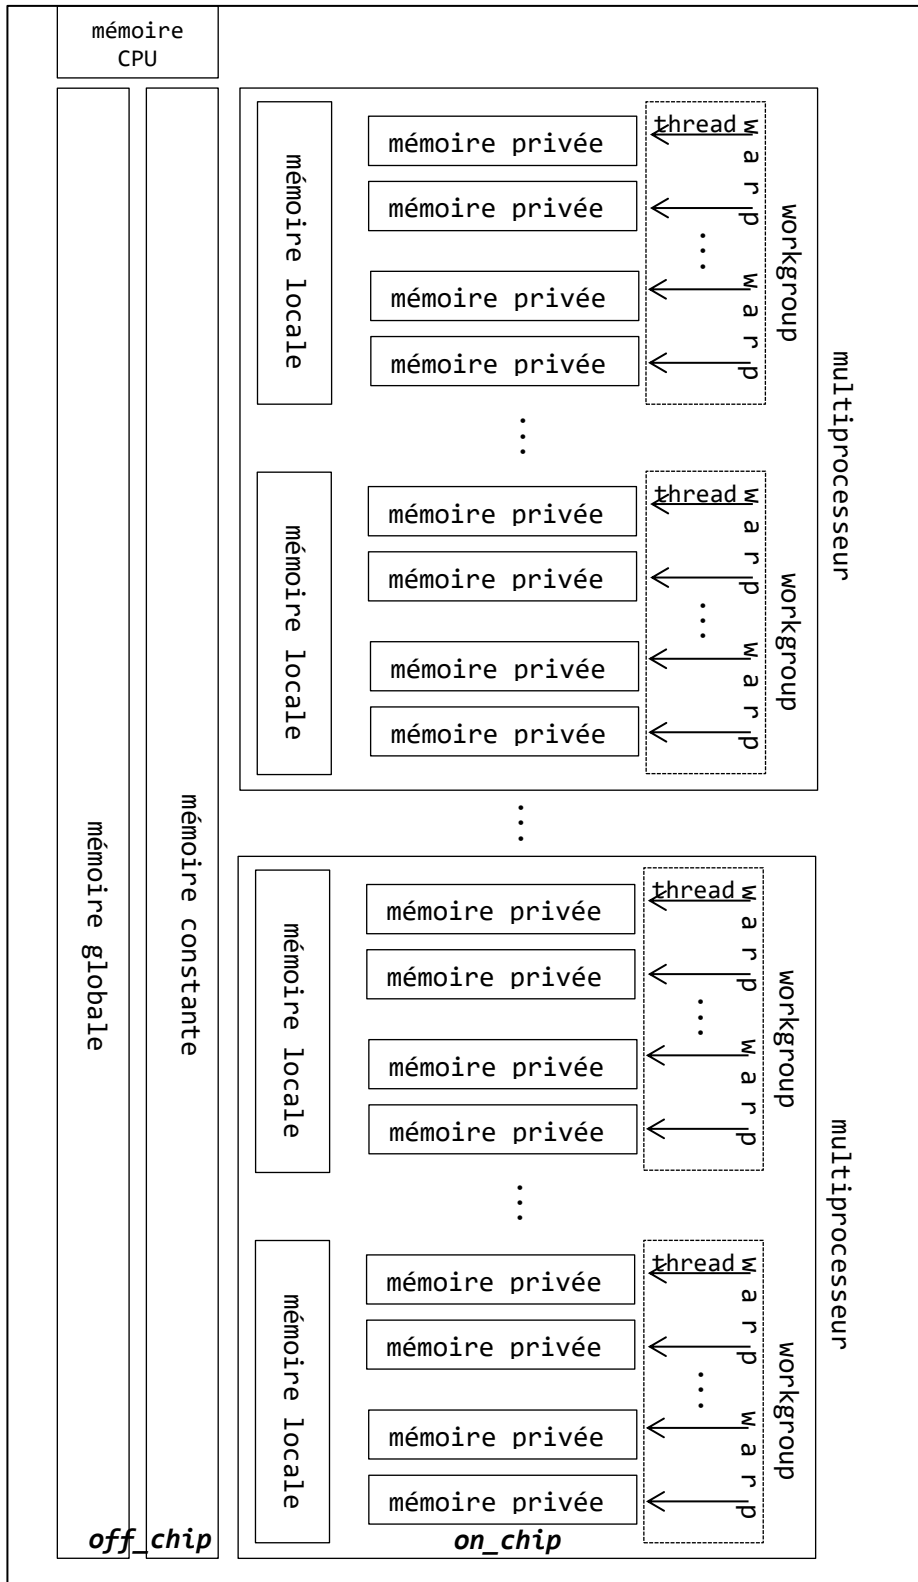 mémoire
CPU
mémoire globale
mémoire constante
mémoire locale
mémoire privée
mémoire privée
...
mémoire privée
mémoire privée
thread
warp
...
warp
workgroup
...
mémoire locale
mémoire privée
mémoire privée
mémoire privée
mémoire privée
thread
warp
...
warp
workgroup
multiprocesseur
...
mémoire locale
mémoire privée
mémoire privée
mémoire privée
mémoire privée
thread
warp
...
warp
workgroup
...
mémoire locale
mémoire privée
mémoire privée
mémoire privée
mémoire privée
thread
warp
...
warp
workgroup
multiprocesseur
off_chip
on_chip